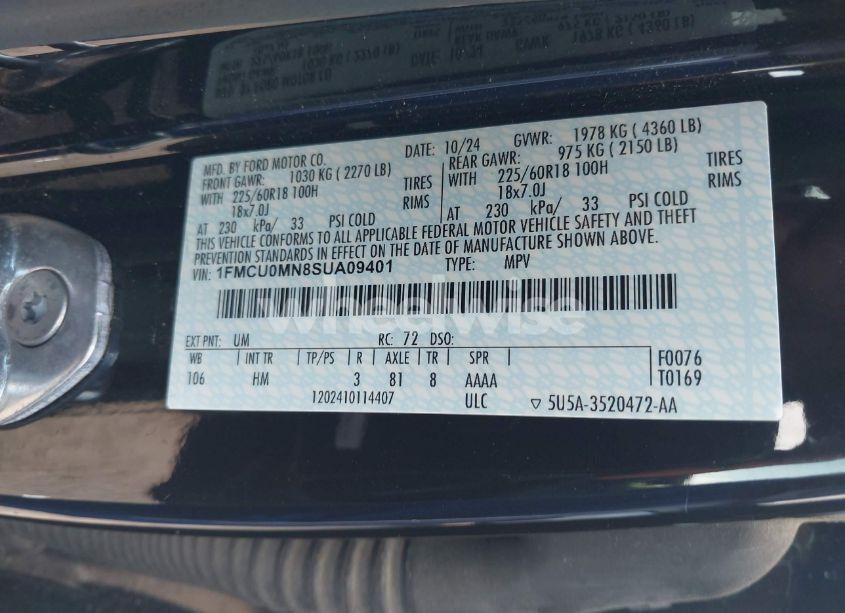 MFD. BY FORD MOTOR CO. DATE: 10/24 GVWR: 1978 KG ( 4360 LB)
FRONT GAWR: 1030 KG ( 2270 LB) REAR GAWR: 975 KG ( 2150 LB)
WITH 225/60R18 100H TIRES WITH 225/60R18 100H TIRES
18x7.0J RIMS 18x7.0J RIMS
AT 230 kPa/ 33 PSI COLD AT 230 kPa/ 33 PSI COLD
THIS VEHICLE CONFORMS TO ALL APPLICABLE FEDERAL MOTOR VEHICLE SAFETY AND THEFT
PREVENTION STANDARDS IN EFFECT ON THE DATE OF MANUFACTURE SHOWN ABOVE.
VIN: 1FMCU0MN8SUA09401 TYPE: MPV
wheelwise
EXT PNT: UM RC: 72 DSO:
WB INT TR TP/PS R AXLE TR SPR F0076
106 HM 3 81 8 AAAA T0169
1202410114407 ULC ▽ 5U5A-3520472-AA